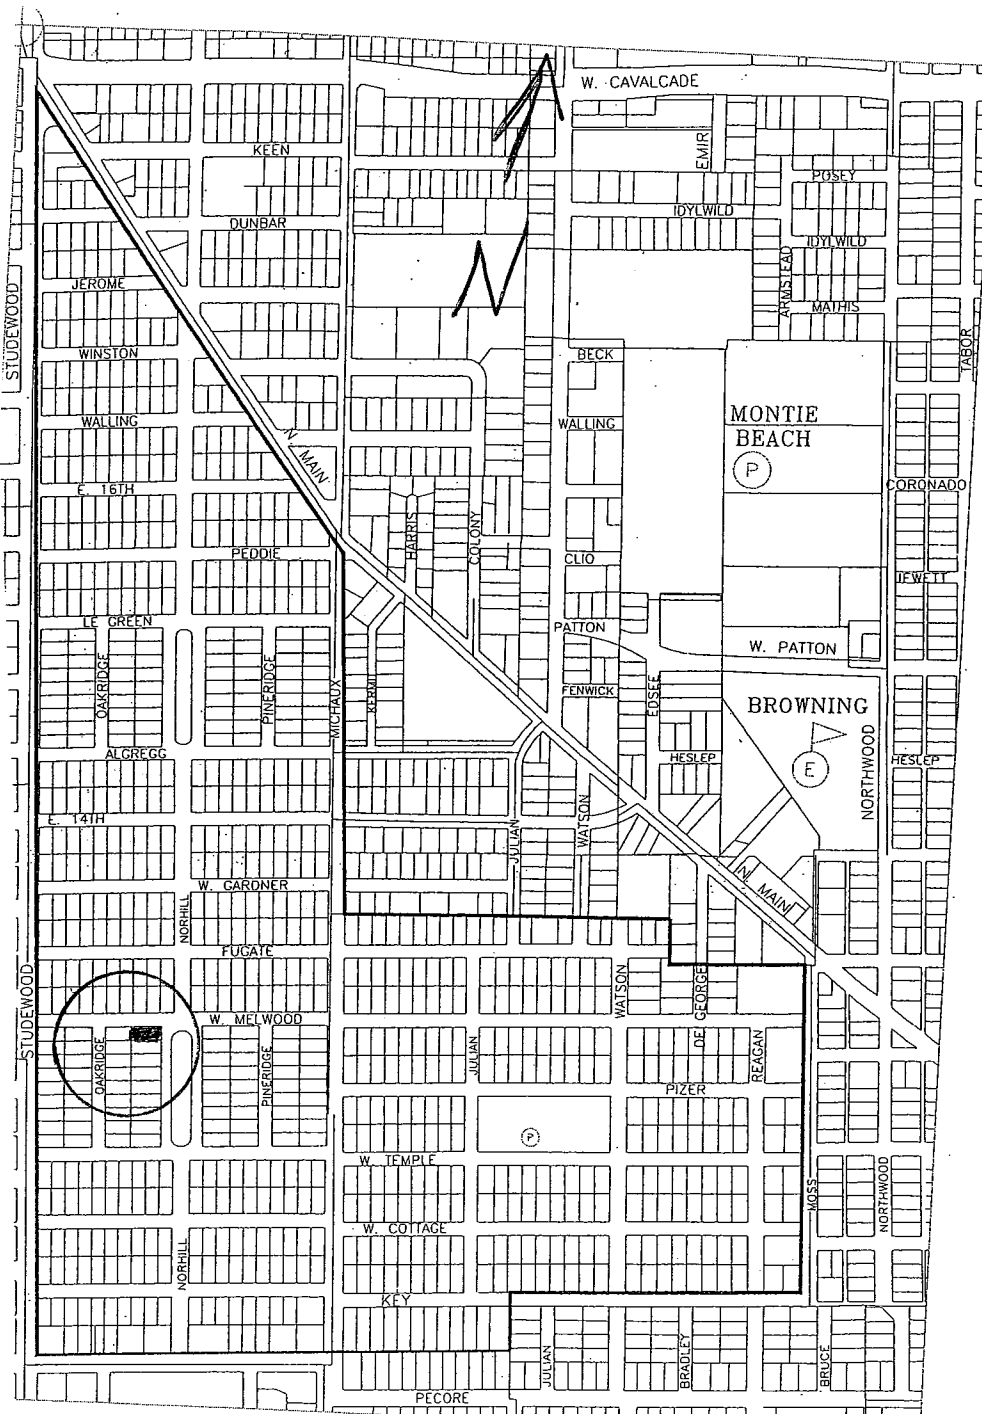 W. CAVALCADE
EMIR
KEEN
POSEY
IDYLWILD
DUNBAR
IDYLWILD
ARMSTEAD
N
JEROME
MATHIS
STUDEWOOD
TABOR
WINSTON
BECK
MONTIE
BEACH
P
WALLING
WALLING
N. MAIN
E. 16TH
CORONADO
HARRIS
COLONY
PEDDIE
CLIO
JEWETT
LE GREEN
PATTON
W. PATTON
OAKRIDGE
PINERIDGE
MICHAUX
FENWICK
EDSEE
BROWNING
E
NORTHWOOD
ALGREGG
HESLEP
HESLEP
E. 14TH
JULIAN
WATSON
W. GARDNER
N. MAIN
NORHILL
FUGATE
STUDEWOOD
WATSON
DE GEORGE
W. MELWOOD
OAKRIDGE
PINERIDGE
JULIAN
REAGAN
PIZER
P
W. TEMPLE
MOSS
NORTHWOOD
W. COTTAGE
NORHILL
KEY
JULIAN
BRADLEY
BRUCE
PECORE